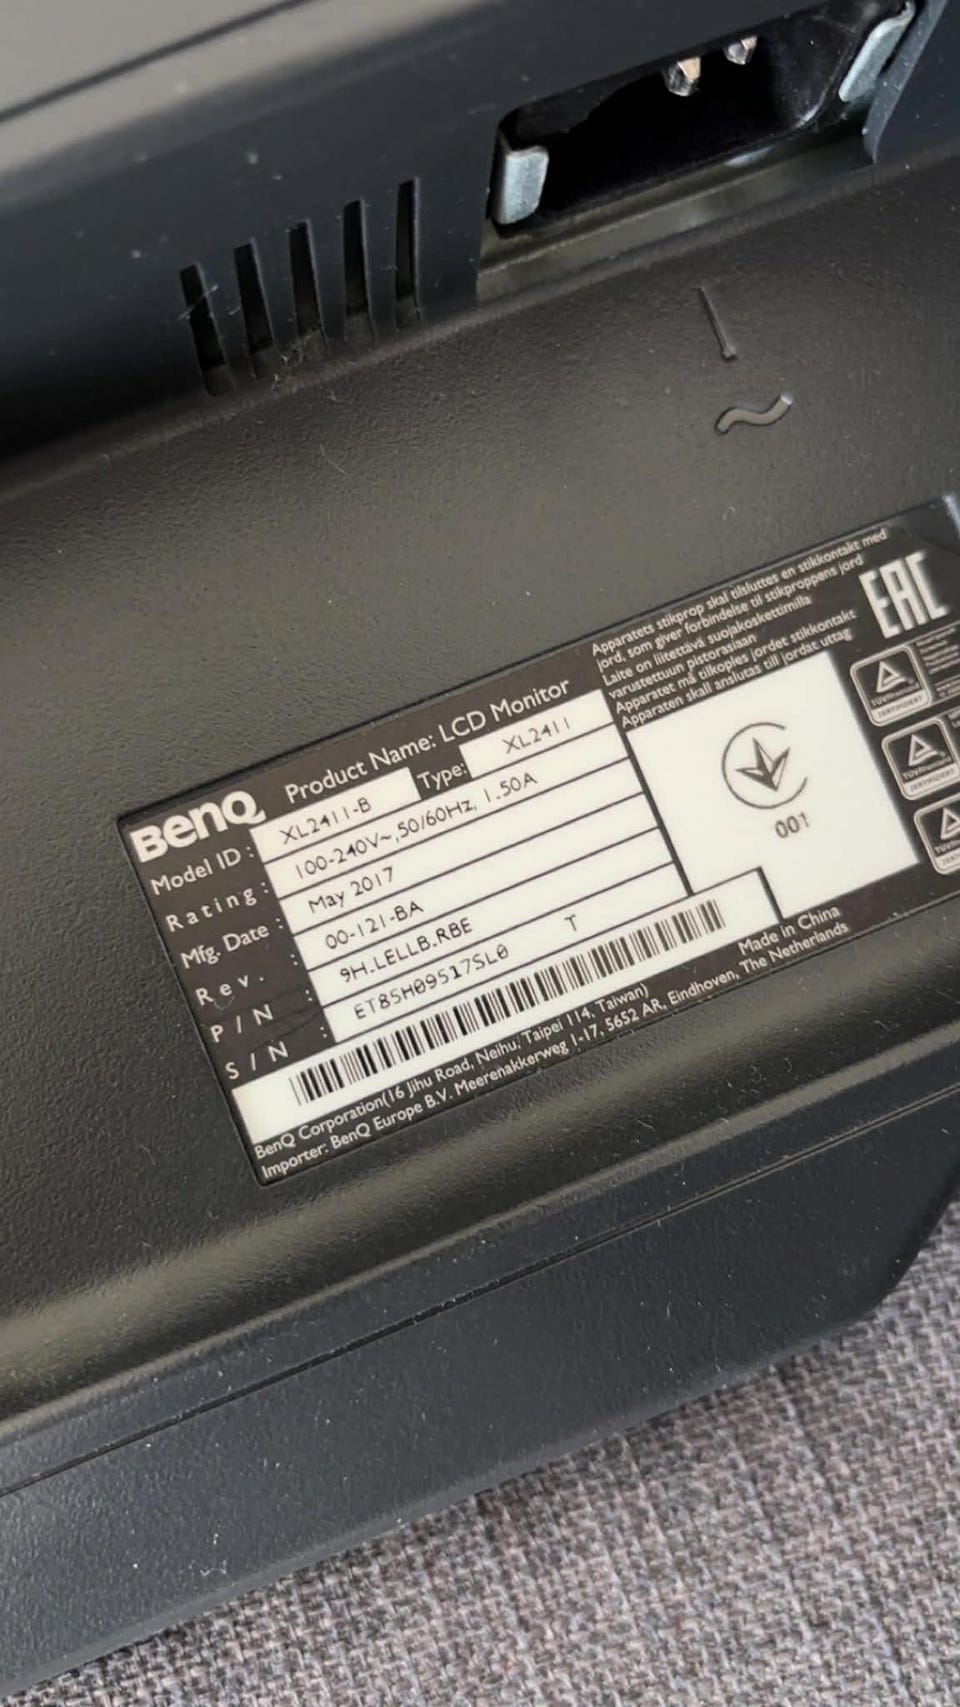 BenQ Product Name: LCD Monitor
Model ID : XL2411-B Type: XL2411
Rating : 100-240V~,50/60Hz, 1.50A
Mfg. Date : May 2017
Rev. : 00-121-BA
P/N : 9H.LELLB.RBE
S/N : ET85H09517SL0 T
BenQ Corporation(16 Jihu Road, Neihu, Taipei 114, Taiwan)
Importer: BenQ Europe B.V. Meerenakkerweg 1-17, 5652 AR, Eindhoven, The Netherlands
Made in China
Apparatets stikprop skal tilsluttes en stikkontakt med
jord, som giver forbindelse til stikproppens jord
Laite on liitettävä suojakoskettimilla
varustettuun pistorasiaan
Apparatet må tilkoples jordet stikkontakt
Apparaten skall anslutas till jordat uttag
001
EAC